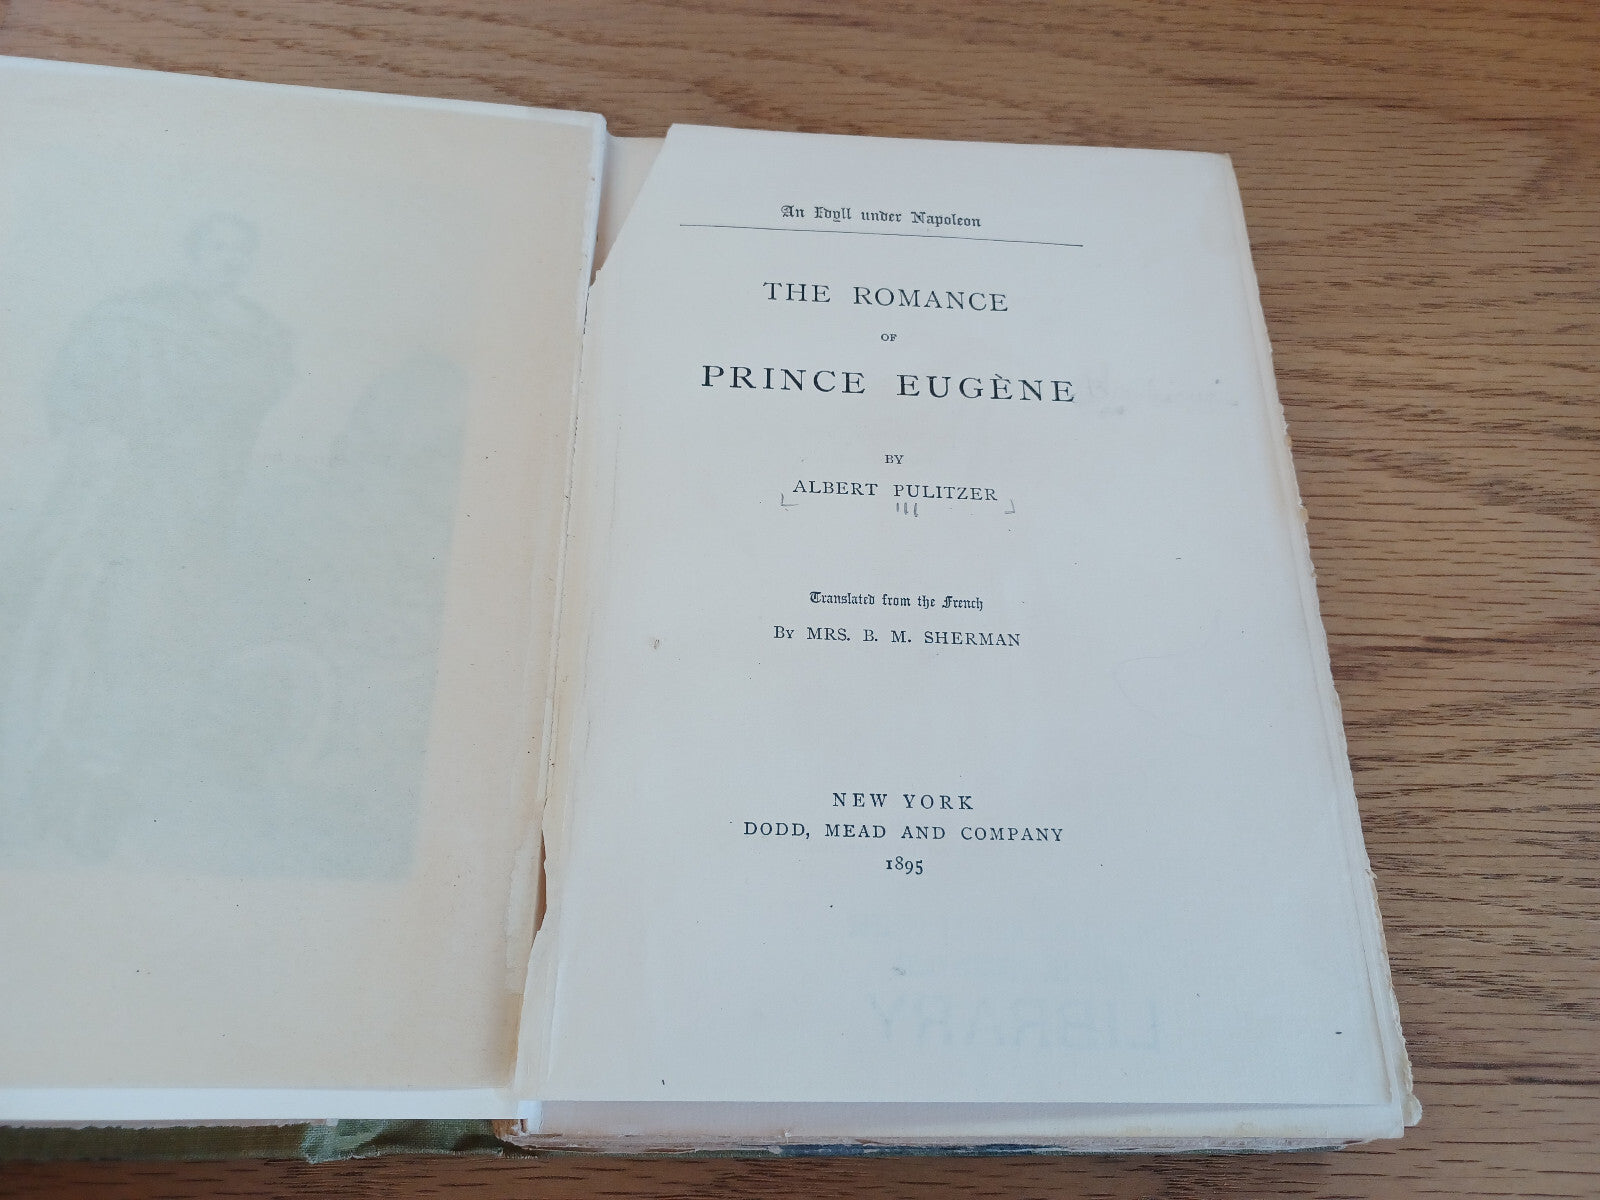 An Idyll under Napoleon
THE ROMANCE
OF
PRINCE EUGÈNE
BY
ALBERT PULITZER
Translated from the French
By MRS. B. M. SHERMAN
NEW YORK
DODD, MEAD AND COMPANY
1895
LIBRARY